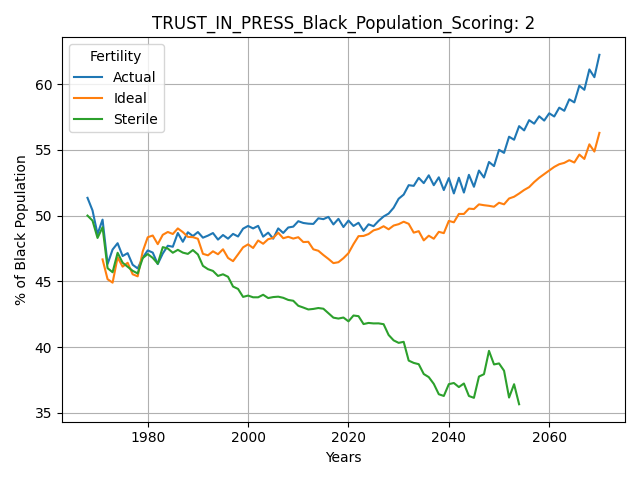 TRUST_IN_PRESS_Black_Population_Scoring: 2
Fertility
Actual
Ideal
Sterile
% of Black Population
60
55
50
45
40
35
1980
2000
2020
2040
2060
Years